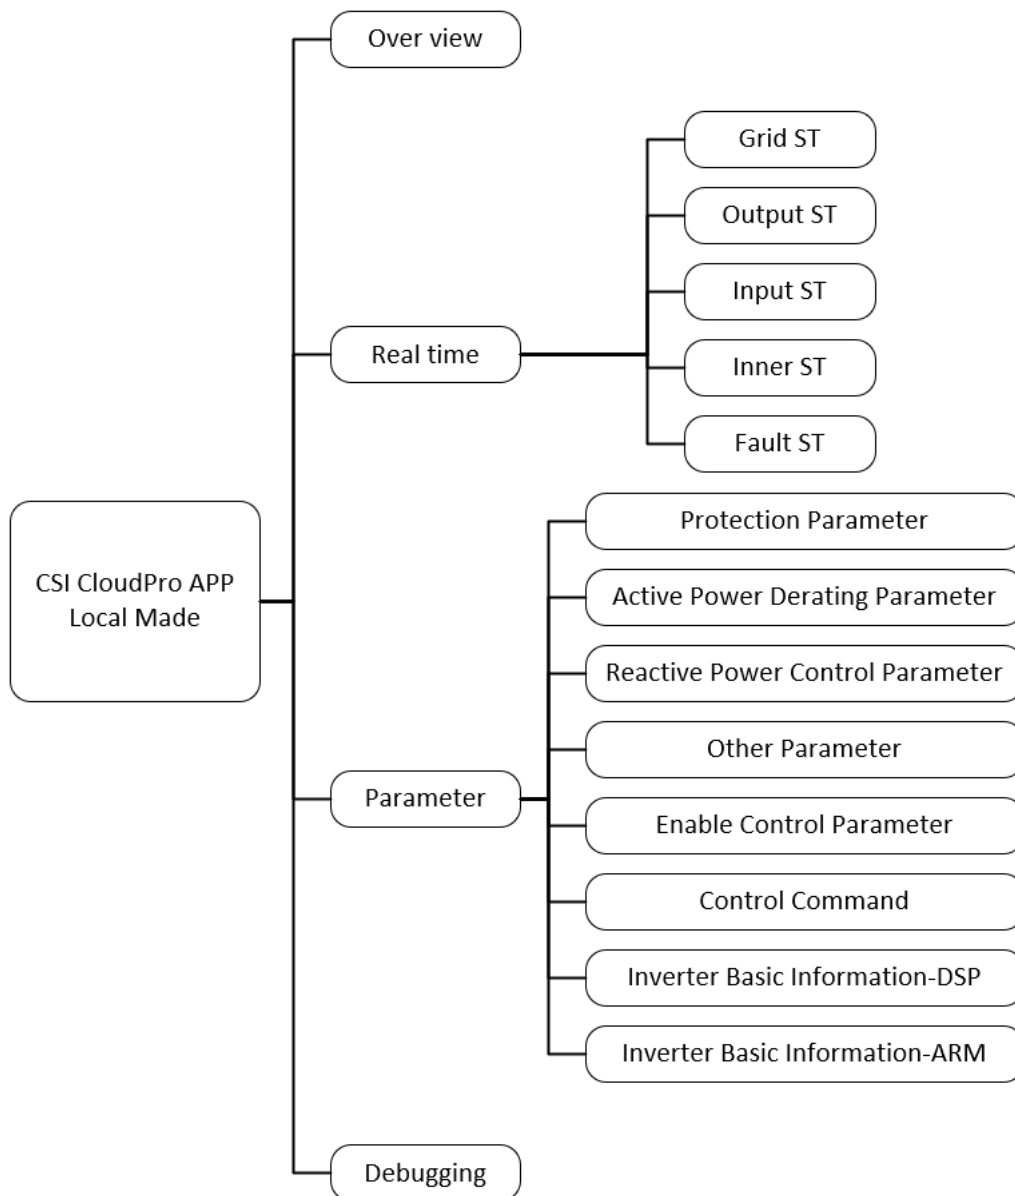 Over view
Grid ST
Output ST
Input ST
Real time
Inner ST
Fault ST
CSI CloudPro APP
Local Made
Protection Parameter
Active Power Derating Parameter
Reactive Power Control Parameter
Other Parameter
Parameter
Enable Control Parameter
Control Command
Inverter Basic Information-DSP
Inverter Basic Information-ARM
Debugging